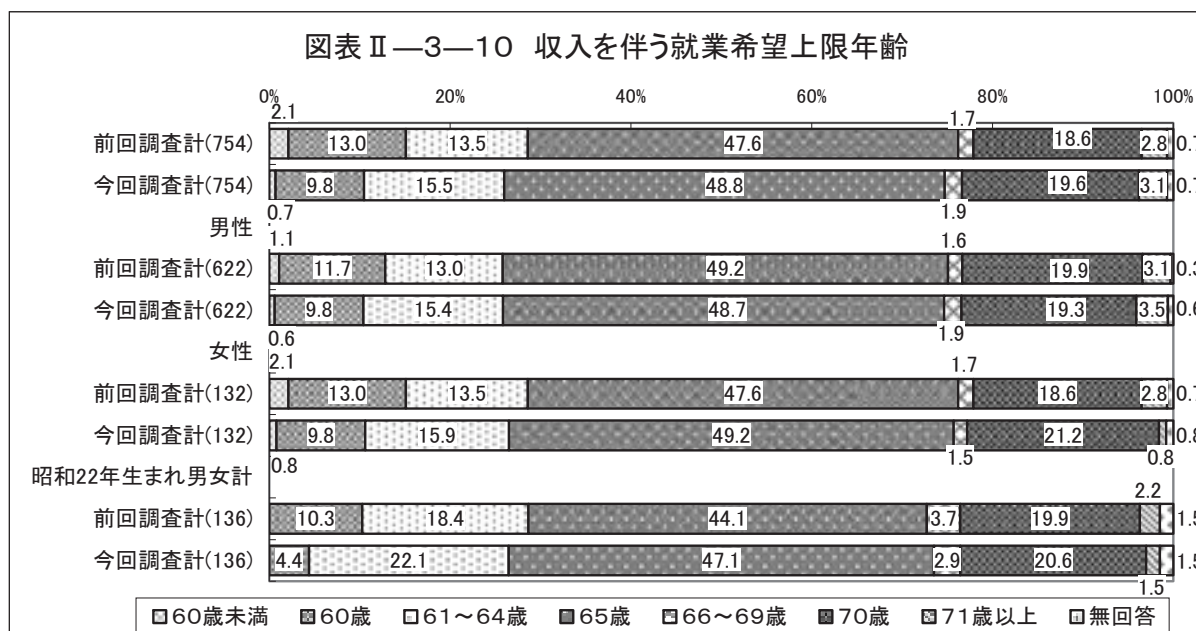 図表Ⅱ―3―10 収入を伴う就業希望上限年齢
0% 20% 40% 60% 80% 100%
2.1 1.7
前回調査計(754) 13.0 13.5 47.6 18.6 2.8 0.7
今回調査計(754) 9.8 15.5 48.8 19.6 3.1 0.7
0.7 1.9
男性
1.1 1.6
前回調査計(622) 11.7 13.0 49.2 19.9 3.1 0.3
今回調査計(622) 9.8 15.4 48.7 19.3 3.5 0.6
0.6 1.9
女性
2.1 1.7
前回調査計(132) 13.0 13.5 47.6 18.6 2.8 0.7
今回調査計(132) 9.8 15.9 49.2 21.2 0.8
0.8 1.5 0.8
昭和22年生まれ男女計
2.2
前回調査計(136) 10.3 18.4 44.1 3.7 19.9 1.5
今回調査計(136) 4.4 22.1 47.1 2.9 20.6 1.5
1.5
60歳未満 60歳 61～64歳 65歳 66～69歳 70歳 71歳以上 無回答